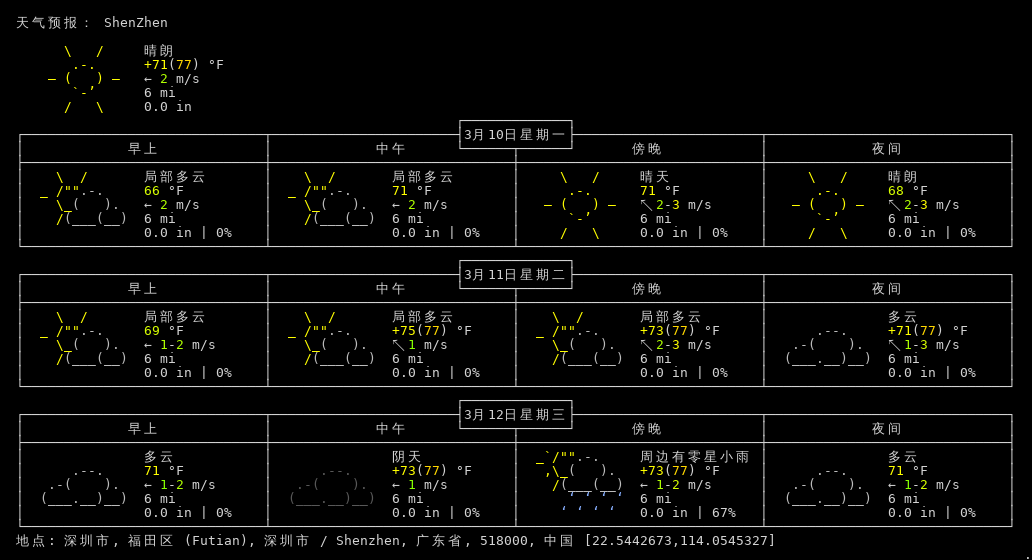 天气预报： ShenZhen
晴朗
+71(77) °F
← 2 m/s
6 mi
0.0 in
3月10日星期一
早上 中午 傍晚 夜间
局部多云 局部多云 晴天 晴朗
66 °F 71 °F 71 °F 68 °F
← 2 m/s ← 2 m/s ↖ 2-3 m/s ↖ 2-3 m/s
6 mi 6 mi 6 mi 6 mi
0.0 in | 0% 0.0 in | 0% 0.0 in | 0% 0.0 in | 0%
3月11日星期二
早上 中午 傍晚 夜间
局部多云 局部多云 局部多云 多云
69 °F +75(77) °F +73(77) °F +71(77) °F
← 1-2 m/s ↖ 1 m/s ↖ 2-3 m/s ↖ 1-3 m/s
6 mi 6 mi 6 mi 6 mi
0.0 in | 0% 0.0 in | 0% 0.0 in | 0% 0.0 in | 0%
3月12日星期三
早上 中午 傍晚 夜间
多云 阴天 周边有零星小雨 多云
71 °F +73(77) °F +73(77) °F 71 °F
← 1-2 m/s ← 1 m/s ← 1-2 m/s ← 1-2 m/s
6 mi 6 mi 6 mi 6 mi
0.0 in | 0% 0.0 in | 0% 0.0 in | 67% 0.0 in | 0%
地点: 深圳市, 福田区 (Futian), 深圳市 / Shenzhen, 广东省, 518000, 中国 [22.5442673,114.0545327]